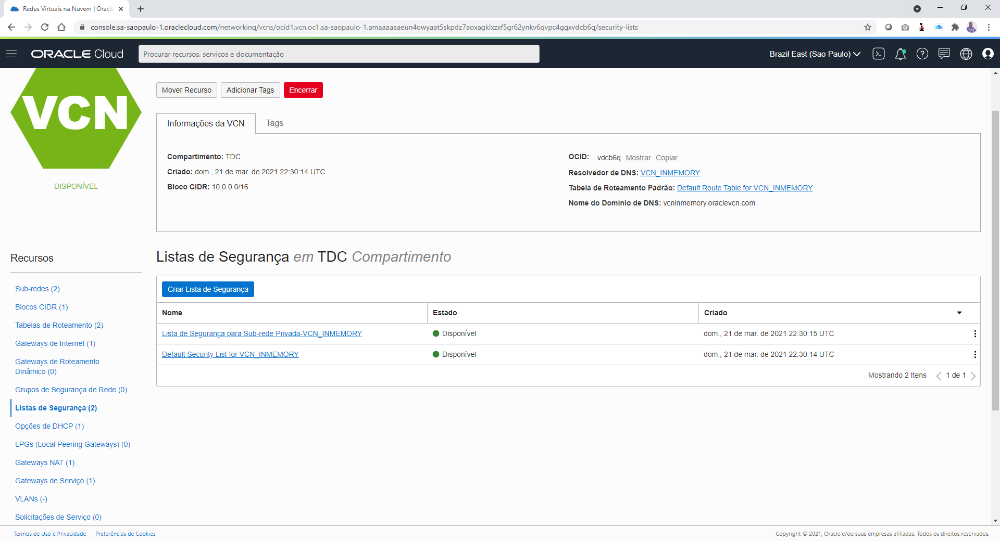 Redes Virtuais na Nuvem | Oracle
console.sa-saopaulo-1.oraclecloud.com/networking/vcns/ocid1.vcn.oc1.sa-saopaulo-1.amaaaaaaeun4owyaat5skpdz7aoxagklxzxf5gr62ynkv6qvpc4ggxvdcb6q/security-lists
ORACLE Cloud
Procurar recursos, serviços e documentação
Brazil East (Sao Paulo)
VCN
DISPONÍVEL
Mover Recurso
Adicionar Tags
Encerrar
Informações da VCN
Tags
Compartimento: TDC
Criado: dom., 21 de mar. de 2021 22:30:14 UTC
Bloco CIDR: 10.0.0.0/16
OCID: ...vdcb6q Mostrar Copiar
Resolvedor de DNS: VCN_INMEMORY
Tabela de Roteamento Padrão: Default Route Table for VCN_INMEMORY
Nome do Domínio de DNS: vcninmemory.oraclevcn.com
Recursos
Sub-redes (2)
Blocos CIDR (1)
Tabelas de Roteamento (2)
Gateways de Internet (1)
Gateways de Roteamento
Dinâmico (0)
Grupos de Segurança de Rede (0)
Listas de Segurança (2)
Opções de DHCP (1)
LPGs (Local Peering Gateways) (0)
Gateways NAT (1)
Gateways de Serviço (1)
VLANs (-)
Solicitações de Serviço (0)
Listas de Segurança em TDC Compartimento
Criar Lista de Segurança
Nome Estado Criado
Lista de Segurança para Sub-rede Privada-VCN_INMEMORY Disponível dom., 21 de mar. de 2021 22:30:15 UTC
Default Security List for VCN_INMEMORY Disponível dom., 21 de mar. de 2021 22:30:14 UTC
Mostrando 2 Itens 1 de 1
Termos de Uso e Privacidade Preferências de Cookies
Copyright © 2021, Oracle e/ou suas empresas afiliadas. Todos os direitos reservados.